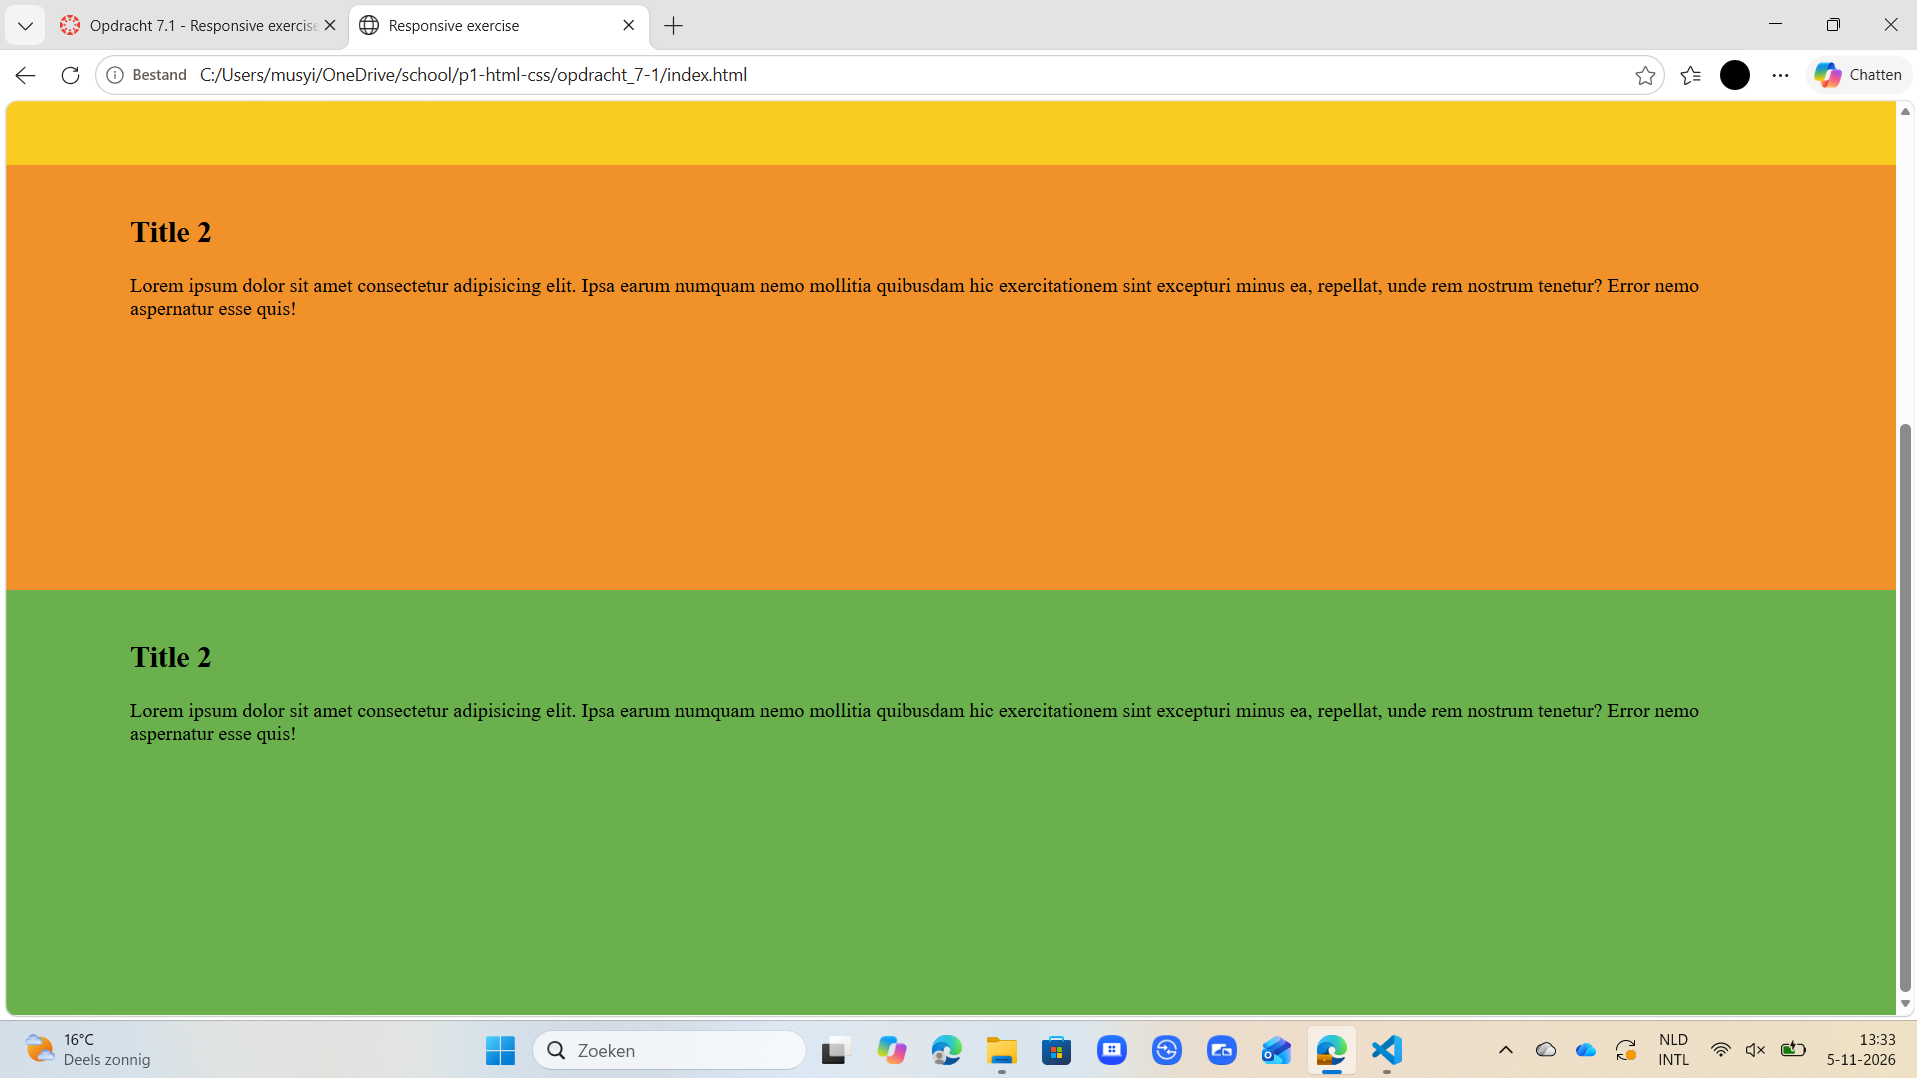 Opdracht 7.1 - Responsive exercise
Responsive exercise
Bestand C:/Users/musyi/OneDrive/school/p1-html-css/opdracht_7-1/index.html
Chatten
Title 2
Lorem ipsum dolor sit amet consectetur adipisicing elit. Ipsa earum numquam nemo mollitia quibusdam hic exercitationem sint excepturi minus ea, repellat, unde rem nostrum tenetur? Error nemo
aspernatur esse quis!
Title 2
Lorem ipsum dolor sit amet consectetur adipisicing elit. Ipsa earum numquam nemo mollitia quibusdam hic exercitationem sint excepturi minus ea, repellat, unde rem nostrum tenetur? Error nemo
aspernatur esse quis!
16°C
Deels zonnig
Zoeken
NLD
INTL
13:33
5-11-2026